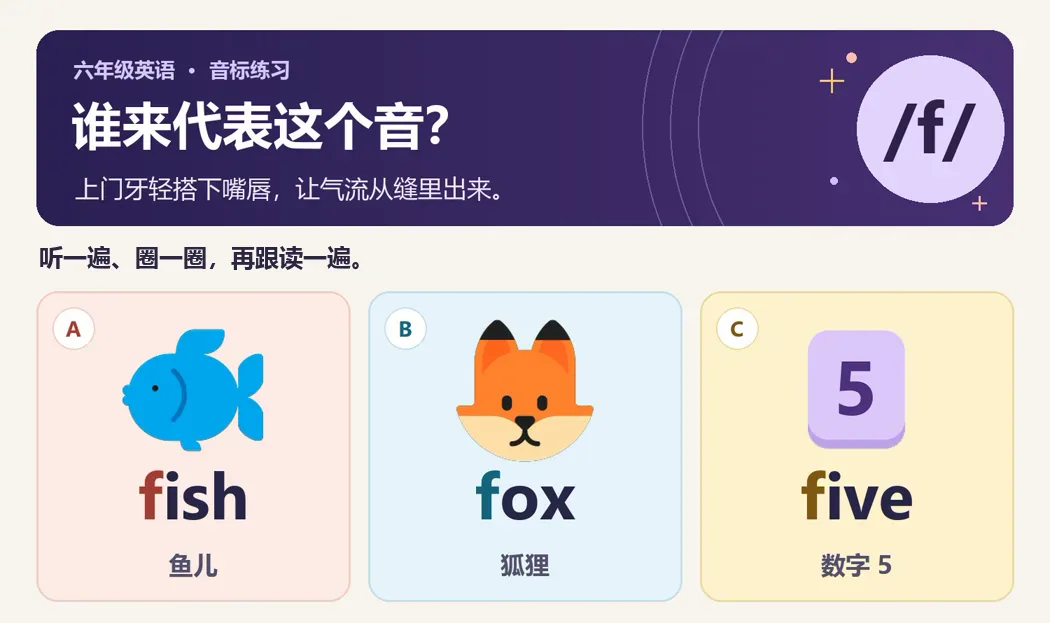 六年级英语 • 音标练习
谁来代表这个音？
/f/
上门牙轻搭下嘴唇，让气流从缝里出来。
听一遍、圈一圈，再跟读一遍。
A
fish
鱼儿
B
fox
狐狸
C
5
five
数字 5